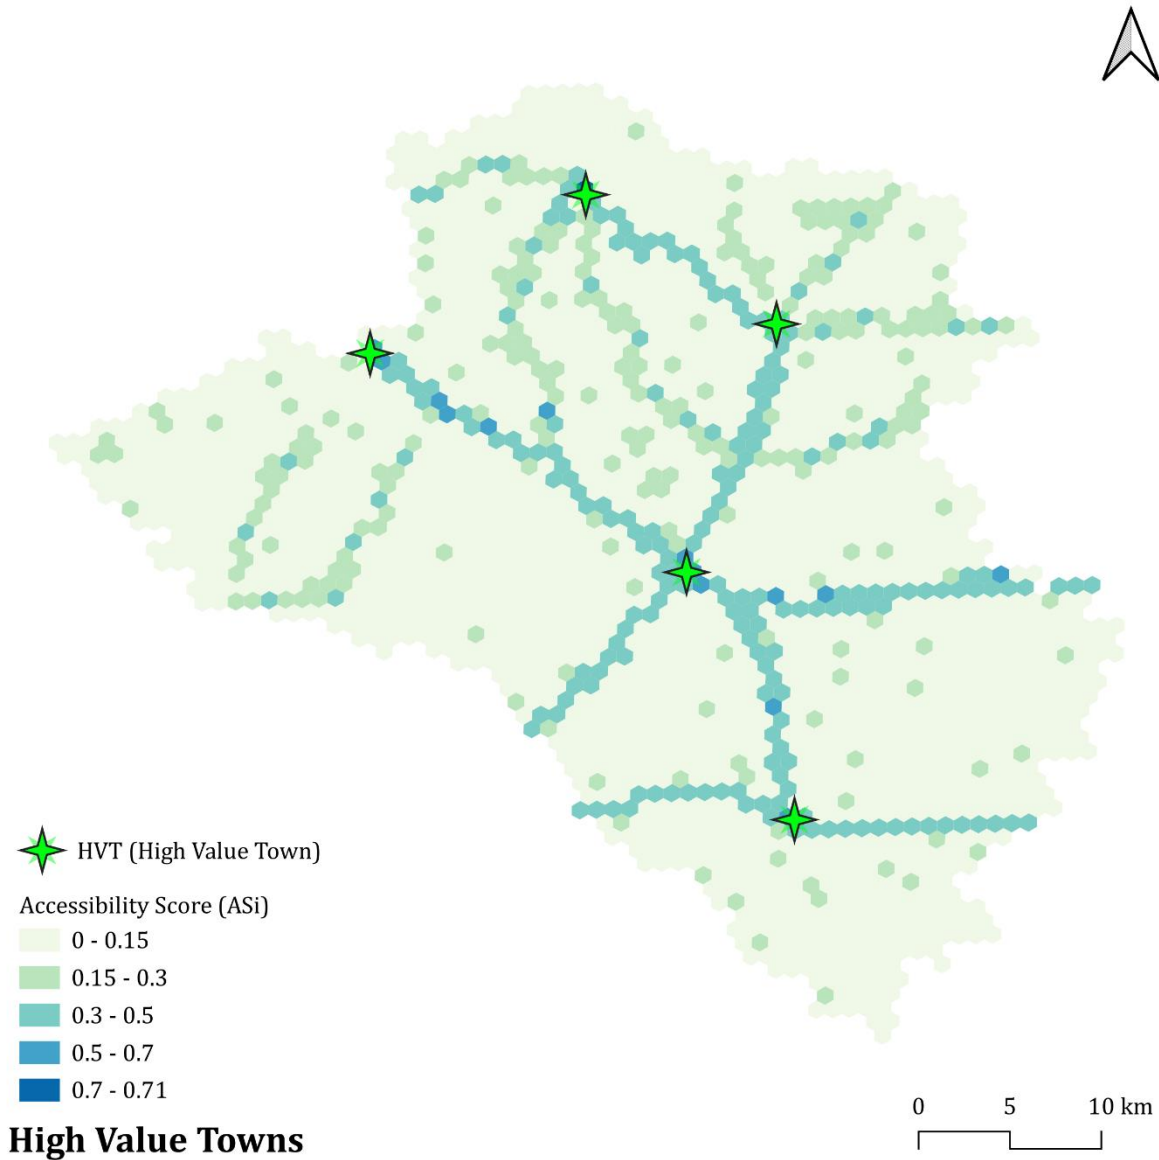 HVT (High Value Town)
Accessibility Score (ASi)
0 - 0.15
0.15 - 0.3
0.3 - 0.5
0.5 - 0.7
0.7 - 0.71
High Value Towns
0 5 10 km